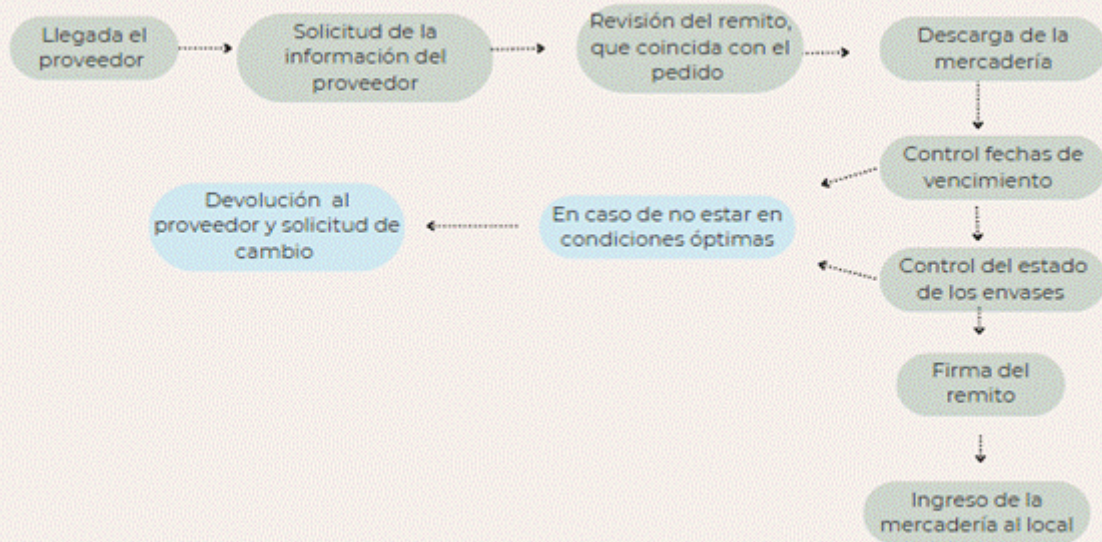 Llegada el
proveedor
Solicitud de la
información del
proveedor
Revisión del remito,
que coincida con el
pedido
Descarga de la
mercadería
Control fechas de
vencimiento
En caso de no estar en
condiciones óptimas
Devolución al
proveedor y solicitud de
cambio
Control del estado
de los envases
Firma del
remito
Ingreso de la
mercadería al local